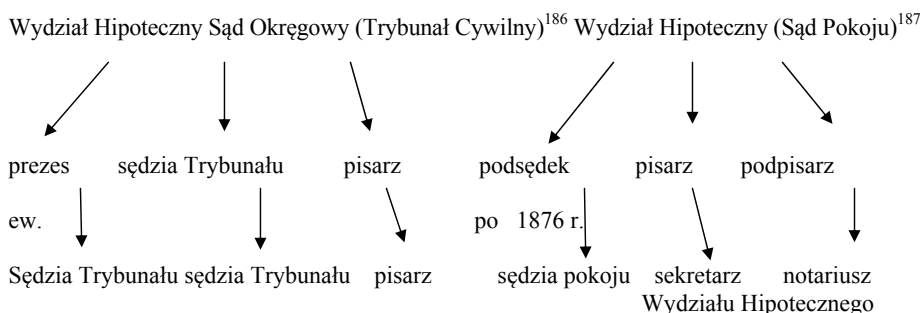 Wydział Hipoteczny Sąd Okręgowy (Trybunał Cywilny)186 Wydział Hipoteczny (Sąd Pokoju)187
prezes sędzia Trybunału pisarz podsędek pisarz podpisarz
ew. po 1876 r.
Sędzia Trybunału sędzia Trybunału pisarz sędzia pokoju sekretarz notariusz
Wydziału Hipotecznego